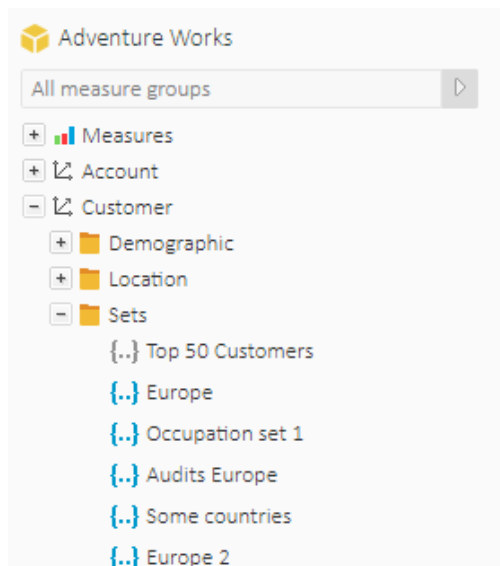 Adventure Works
All measure groups
Measures
Account
Customer
Demographic
Location
Sets
{..} Top 50 Customers
{..} Europe
{..} Occupation set 1
{..} Audits Europe
{..} Some countries
{..} Europe 2